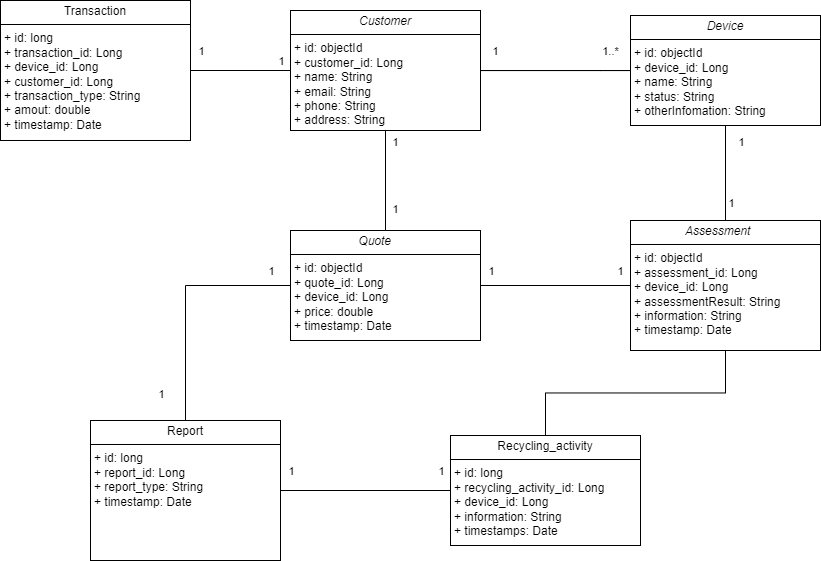 Transaction
+ id: long
+ transaction_id: Long
+ device_id: Long
+ customer_id: Long
+ transaction_type: String
+ amout: double
+ timestamp: Date
1
1
Customer
+ id: objectId
+ customer_id: Long
+ name: String
+ email: String
+ phone: String
+ address: String
1
1..*
Device
+ id: objectId
+ device_id: Long
+ name: String
+ status: String
+ otherInfomation: String
1
1
1
1
Quote
+ id: objectId
+ quote_id: Long
+ device_id: Long
+ price: double
+ timestamp: Date
1
1
1
Assessment
+ id: objectId
+ assessment_id: Long
+ device_id: Long
+ assessmentResult: String
+ information: String
+ timestamp: Date
1
Report
+ id: long
+ report_id: Long
+ report_type: String
+ timestamp: Date
1
1
Recycling_activity
+ id: long
+ recycling_activity_id: Long
+ device_id: Long
+ information: String
+ timestamps: Date